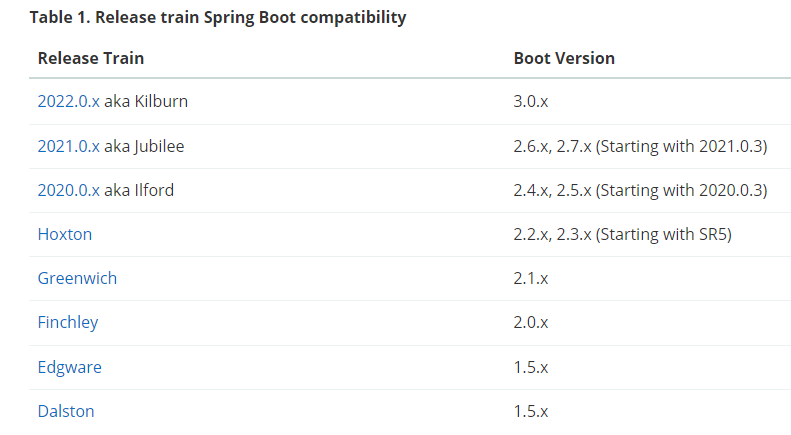 Table 1. Release train Spring Boot compatibility
Release Train Boot Version
2022.0.x aka Kilburn 3.0.x
2021.0.x aka Jubilee 2.6.x, 2.7.x (Starting with 2021.0.3)
2020.0.x aka Ilford 2.4.x, 2.5.x (Starting with 2020.0.3)
Hoxton 2.2.x, 2.3.x (Starting with SR5)
Greenwich 2.1.x
Finchley 2.0.x
Edgware 1.5.x
Dalston 1.5.x